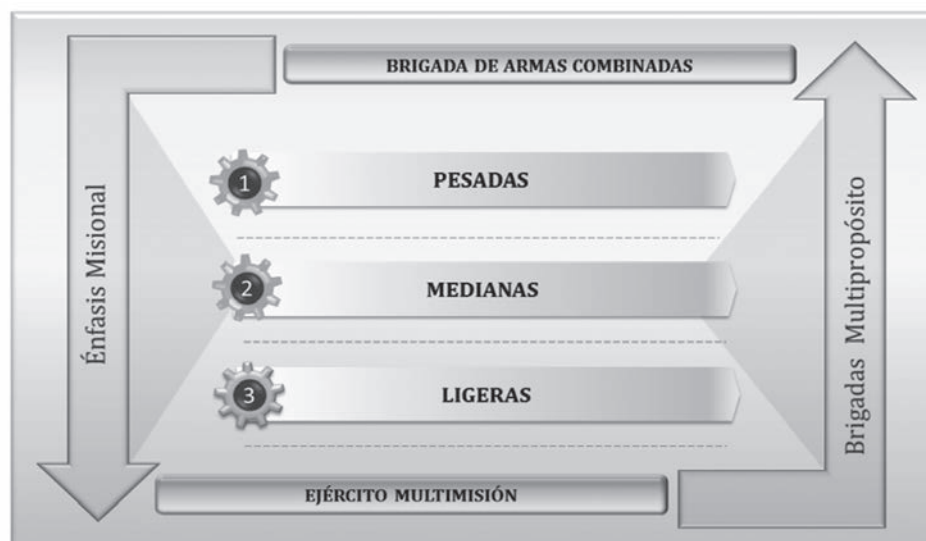 BRIGADA DE ARMAS COMBINADAS
Énfasis Misional
1
PESADAS
2
MEDIANAS
3
LIGERAS
Brigadas Multipropósito
EJÉRCITO MULTIMISIÓN